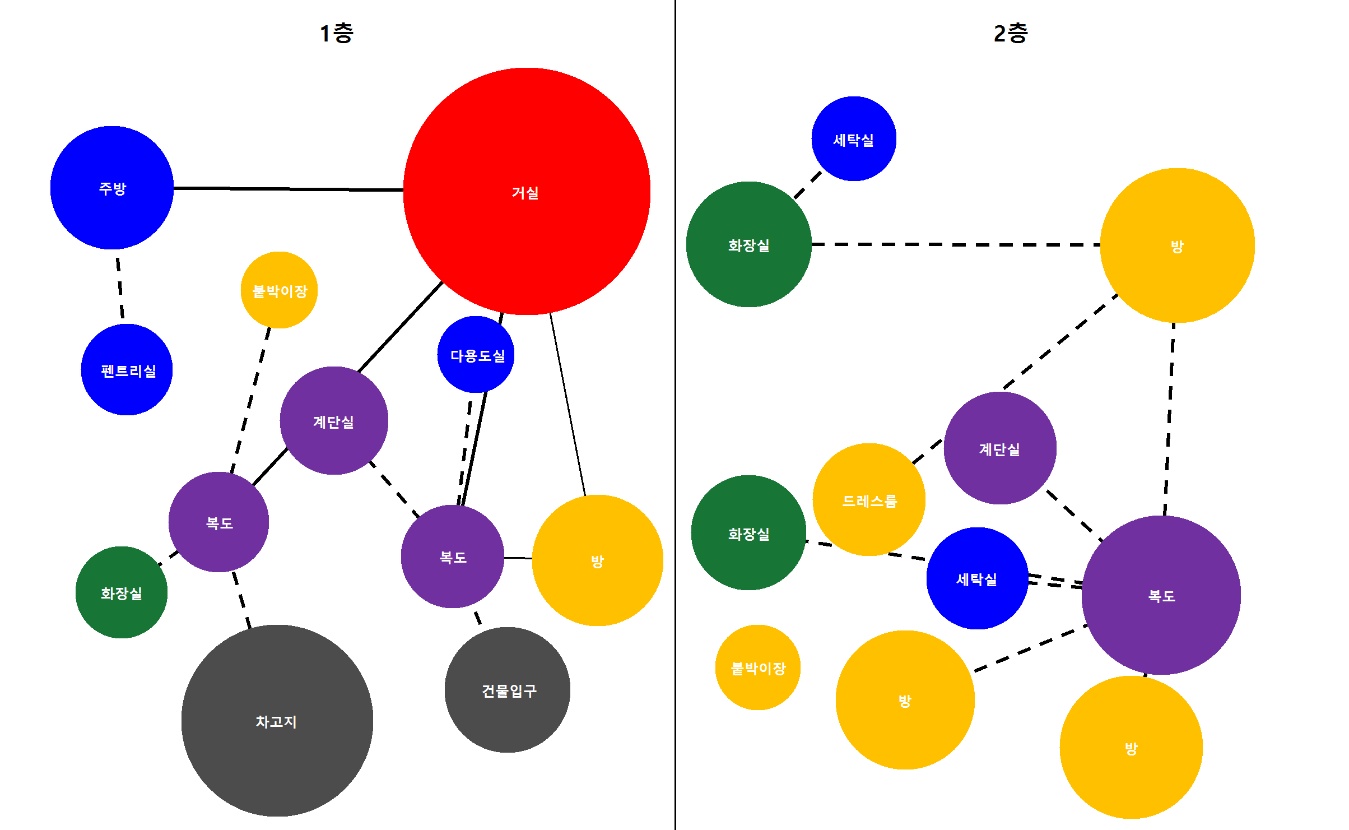 1층
거실
주방
붙박이장
다용도실
펜트리실
계단실
복도
복도
방
화장실
건물입구
차고지
2층
세탁실
화장실
방
계단실
드레스룸
화장실
세탁실
복도
붙박이장
방
방